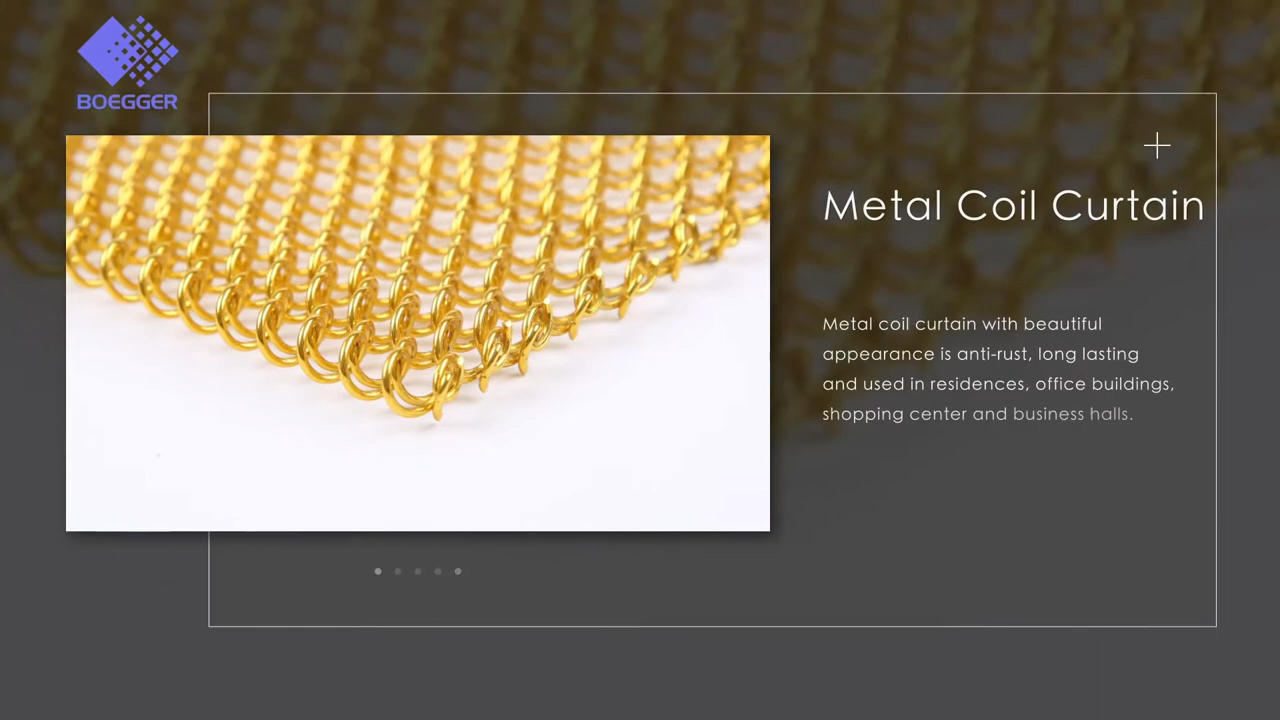 BOEGGER
Metal Coil Curtain
Metal coil curtain with beautiful
appearance is anti-rust, long lasting
and used in residences, office buildings,
shopping center and business halls.